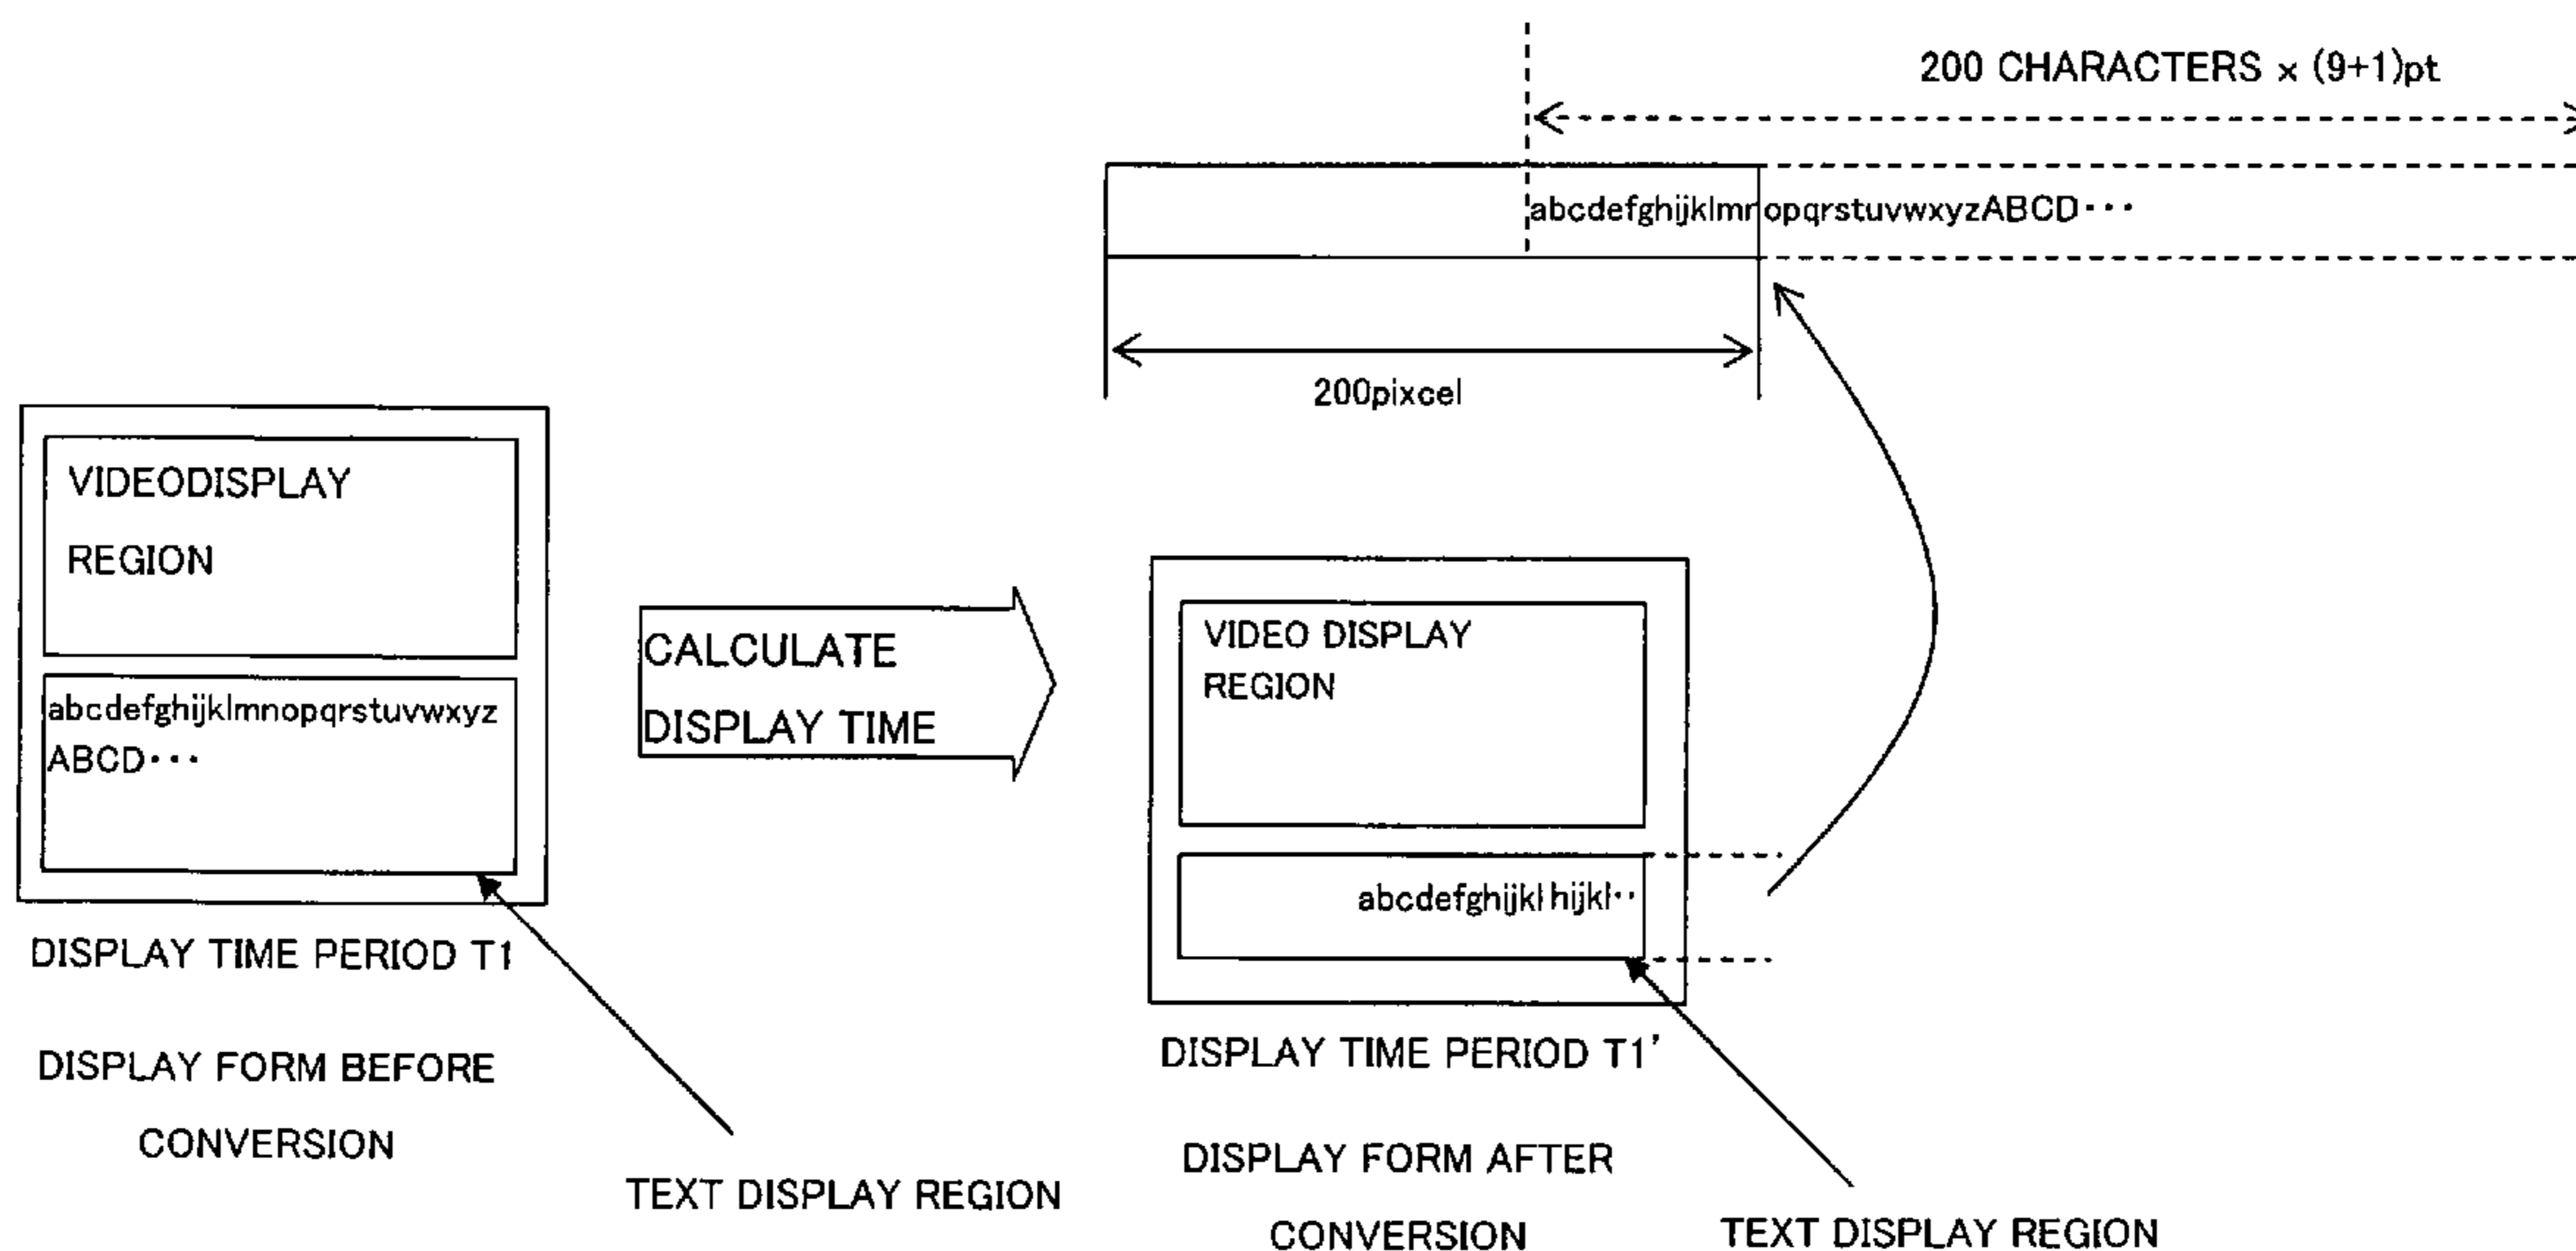 200 CHARACTERS × (9+1)pt
abcdefghijklmnopqrstuvwxyzABCD･･･
200pixcel
VIDEODISPLAY
REGION
abcdefghijklmnopqrstuvwxyz
ABCD･･･
DISPLAY TIME PERIOD T1
DISPLAY FORM BEFORE
CONVERSION
TEXT DISPLAY REGION
CALCULATE
DISPLAY TIME
VIDEO DISPLAY
REGION
abcdefghijkl hijkl･･
DISPLAY TIME PERIOD T1'
DISPLAY FORM AFTER
CONVERSION
TEXT DISPLAY REGION